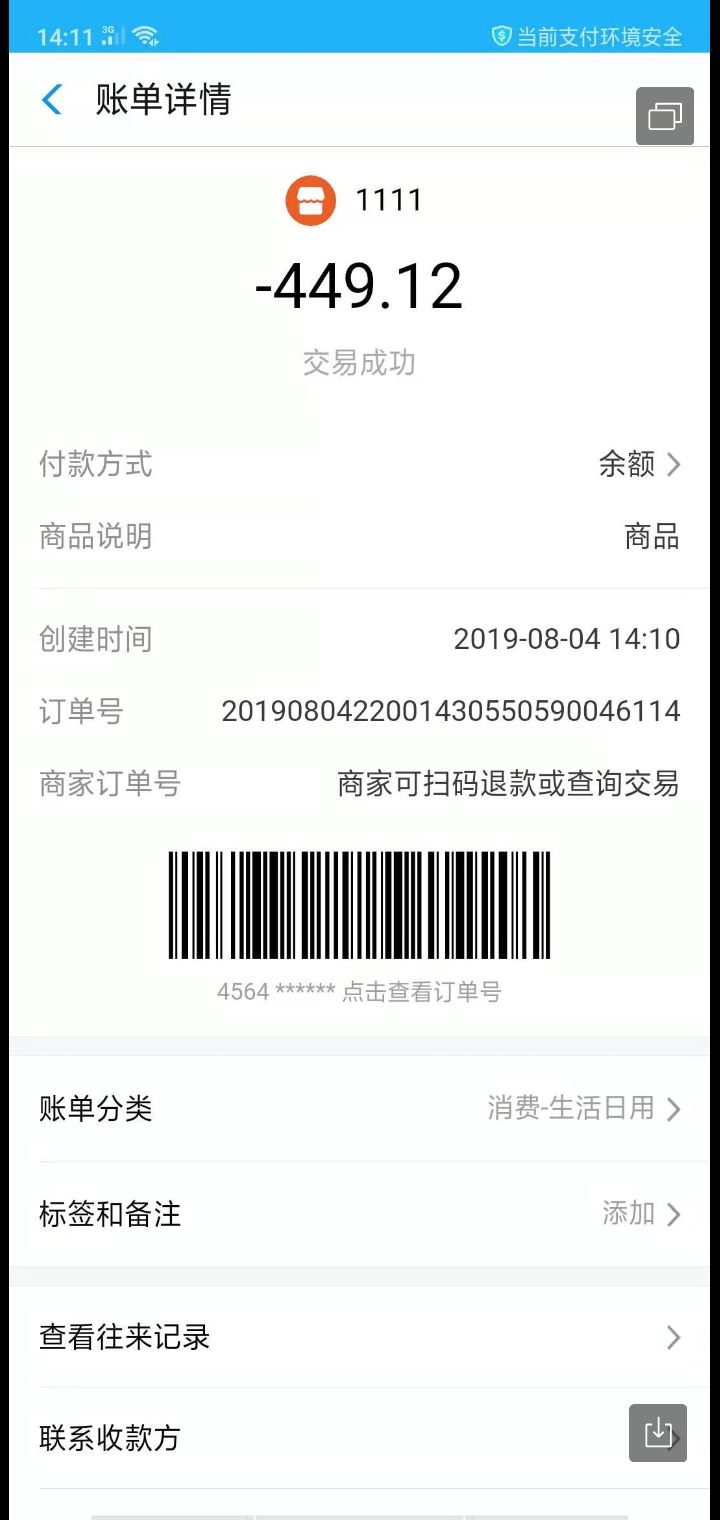 14:11 3G 当前支付环境安全
账单详情
1111
-449.12
交易成功
付款方式 余额
商品说明 商品
创建时间 2019-08-04 14:10
订单号 2019080422001430550590046114
商家订单号 商家可扫码退款或查询交易
4564 ****** 点击查看订单号
账单分类 消费-生活日用
标签和备注 添加
查看往来记录
联系收款方